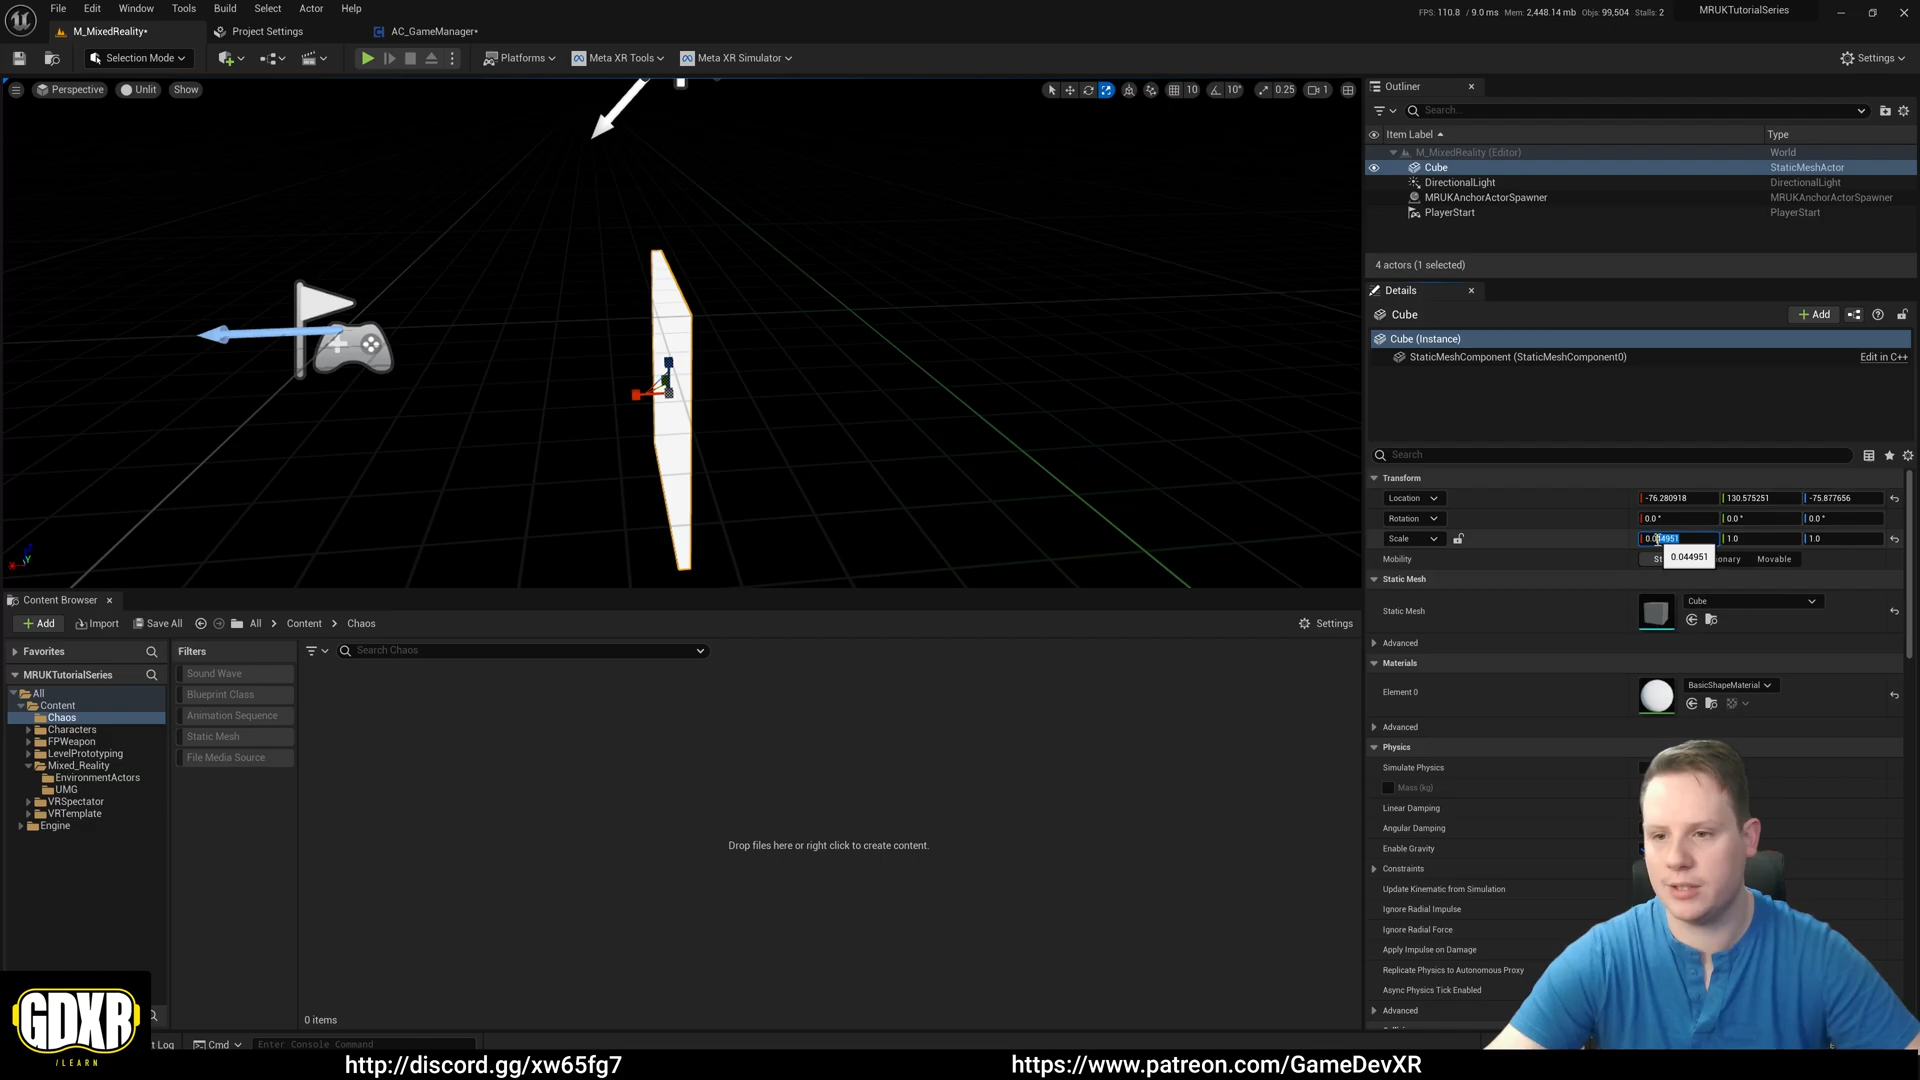 File Edit Window Tools Build Select Actor Help
FPS: 110.8 / 9.0 ms Mem: 2,448.14 mb Objs: 99,504 Stalls: 2
MRUKTutorialSeries
M_MixedReality*
Project Settings
AC_GameManager*
Selection Mode
Platforms
Meta XR Tools
Meta XR Simulator
Settings
Perspective
Unlit
Show
10
10°
0.25
1
Outliner
Search...
Item Label
Type
M_MixedReality (Editor)
World
Cube
StaticMeshActor
DirectionalLight
DirectionalLight
MRUKAnchorActorSpawner
MRUKAnchorActorSpawner
PlayerStart
PlayerStart
4 actors (1 selected)
Details
Cube
Add
Cube (Instance)
StaticMeshComponent (StaticMeshComponent0)
Edit in C++
Search
Transform
Location
-76.280918
130.575251
-75.877656
Rotation
0.0 °
0.0 °
0.0 °
Scale
1.0
1.0
0.044951
Mobility
Movable
Static Mesh
Static Mesh
Cube
Advanced
Materials
Element 0
BasicShapeMaterial
Advanced
Physics
Simulate Physics
Mass (kg)
Linear Damping
Angular Damping
Enable Gravity
Constraints
Update Kinematic from Simulation
Ignore Radial Impulse
Ignore Radial Force
Apply Impulse on Damage
Replicate Physics to Autonomous Proxy
Async Physics Tick Enabled
Advanced
Content Browser
Add
Import
Save All
All
Content
Chaos
Settings
Favorites
Filters
Search Chaos
MRUKTutorialSeries
All
Content
Chaos
Characters
FPWeapon
LevelPrototyping
Mixed_Reality
EnvironmentActors
UMG
VRSpectator
VRTemplate
Engine
Sound Wave
Blueprint Class
Animation Sequence
Static Mesh
File Media Source
Drop files here or right click to create content.
0 items
Log
Cmd
Enter Console Command
GDXR
/LEARN
http://discord.gg/xw65fg7
https://www.patreon.com/GameDevXR